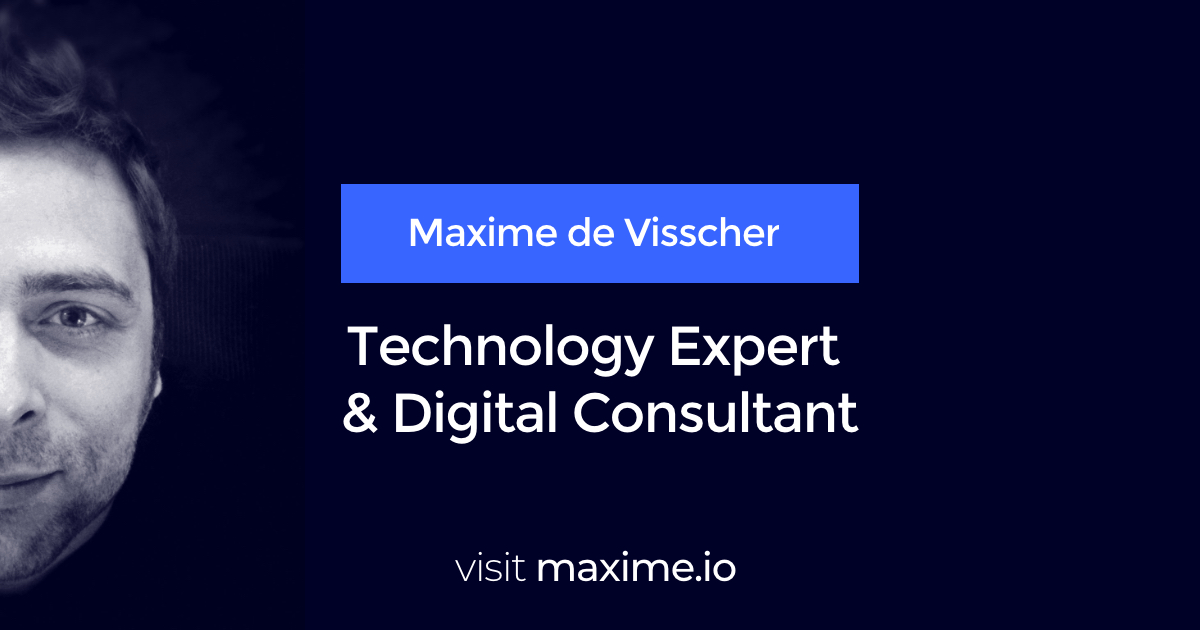 Maxime de Visscher
Technology Expert
& Digital Consultant
visit maxime.io